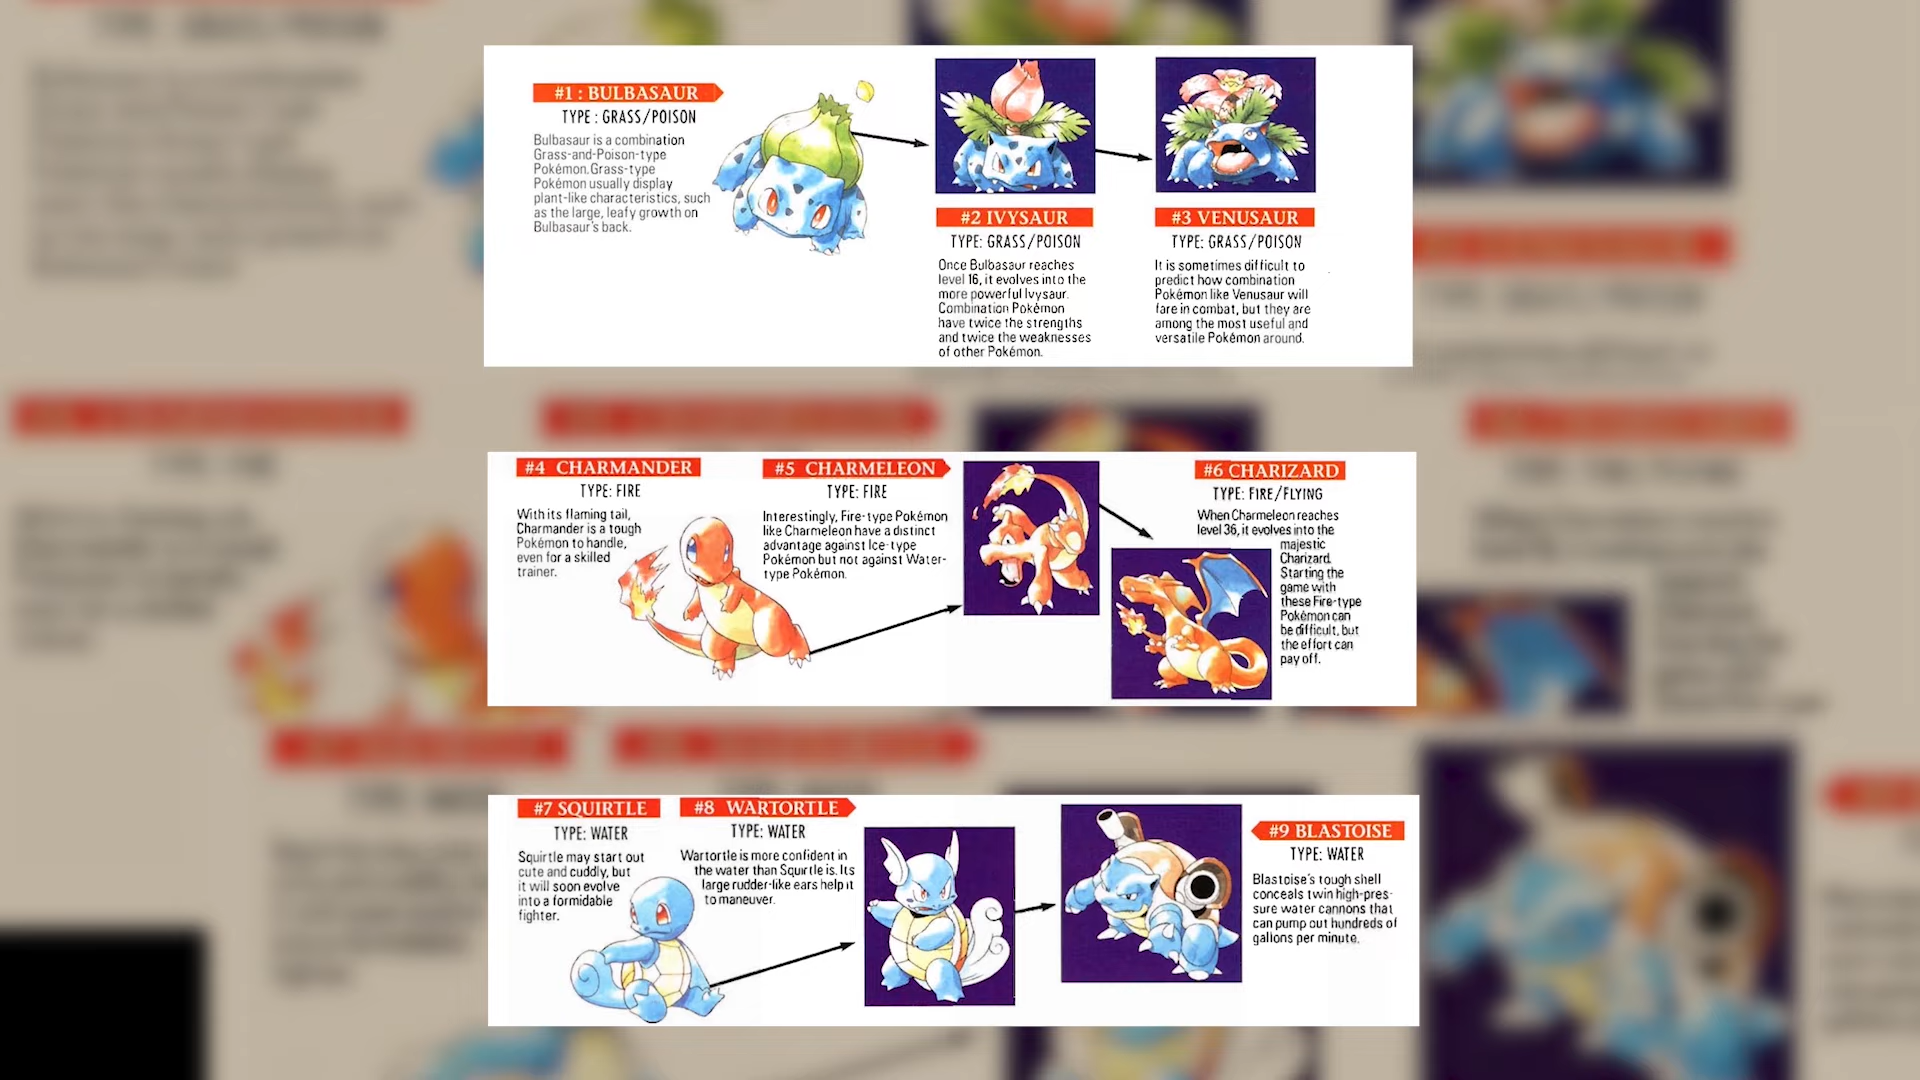 #1 : BULBASAUR
TYPE : GRASS/POISON
Bulbasaur is a combination
Grass-and-Poison-type
Pokémon. Grass-type
Pokémon usually display
plant-like characteristics, such
as the large, leafy growth on
Bulbasaur's back.
#2 IVYSAUR
TYPE: GRASS/POISON
Once Bulbasaur reaches
level 16, it evolves into the
more powerful Ivysaur.
Combination Pokémon
have twice the strengths
and twice the weaknesses
of other Pokémon.
#3 VENUSAUR
TYPE: GRASS/POISON
It is sometimes difficult to
predict how combination
Pokémon like Venusaur will
fare in combat, but they are
among the most useful and
versatile Pokémon around.
#4 CHARMANDER
TYPE: FIRE
With its flaming tail,
Charmander is a tough
Pokémon to handle,
even for a skilled
trainer.
#5 CHARMELEON
TYPE: FIRE
Interestingly, Fire-type Pokémon
like Charmeleon have a distinct
advantage against Ice-type
Pokémon but not against Water-
type Pokémon.
#6 CHARIZARD
TYPE: FIRE/FLYING
When Charmeleon reaches
level 36, it evolves into the
majestic
Charizard.
Starting the
game with
these Fire-type
Pokémon can
be difficult, but
the effort can
pay off.
#7 SQUIRTLE
TYPE: WATER
Squirtle may start out
cute and cuddly, but
it will soon evolve
into a formidable
fighter.
#8 WARTORTLE
TYPE: WATER
Wartortle is more confident in
the water than Squirtle is. Its
large rudder-like ears help it
to maneuver.
#9 BLASTOISE
TYPE: WATER
Blastoise's tough shell
conceals twin high-pres-
sure water cannons that
can pump out hundreds of
gallons per minute.